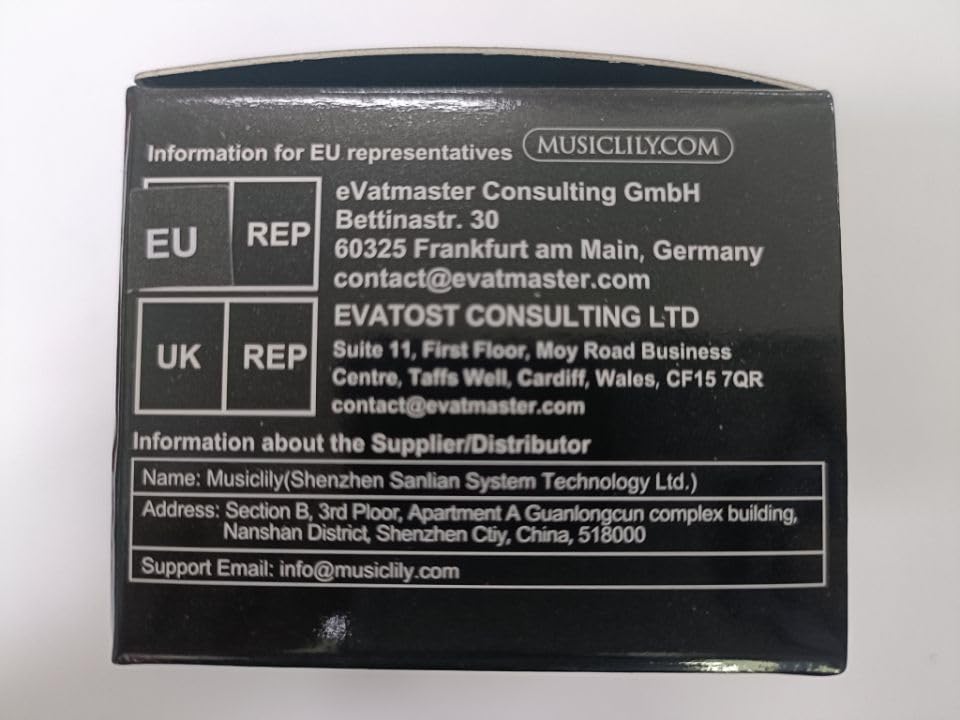 Information for EU representatives MUSICLILY.COM
EU REP
eVatmaster Consulting GmbH
Bettinastr. 30
60325 Frankfurt am Main, Germany
contact@evatmaster.com
UK REP
EVATOST CONSULTING LTD
Suite 11, First Floor, Moy Road Business
Centre, Taffs Well, Cardiff, Wales, CF15 7QR
contact@evatmaster.com
Information about the Supplier/Distributor
Name: Musiclily(Shenzhen Sanlian System Technology Ltd.)
Address: Section B, 3rd Ploor, Apartment A Guanlongcun complex building,
Nanshan District, Shenzhen Ctiy, China, 518000
Support Email: info@musiclily.com